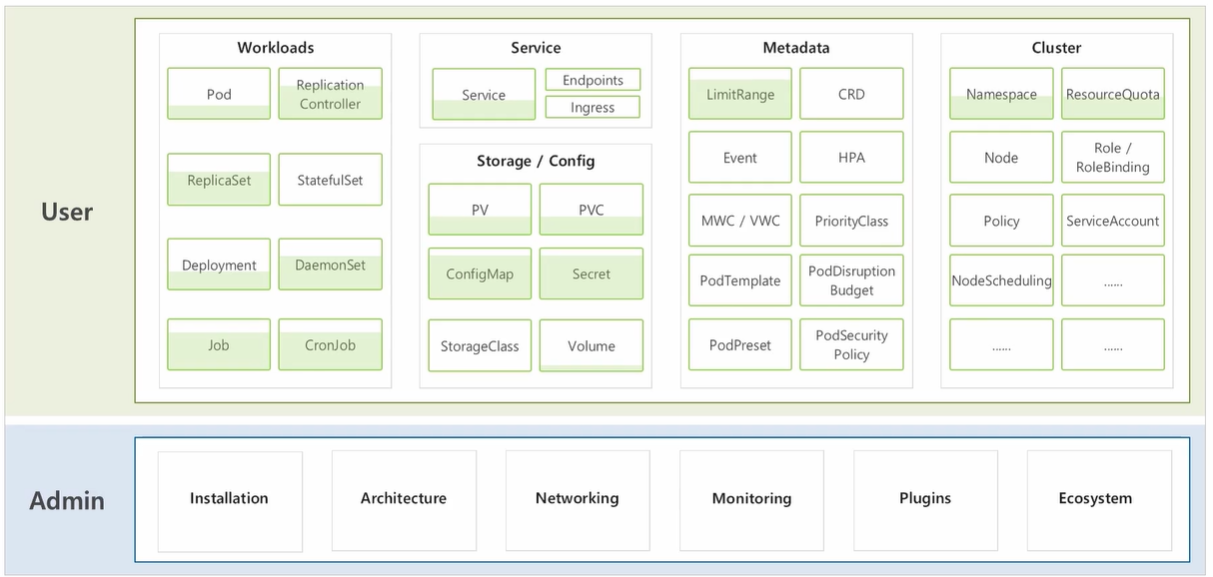 User
Workloads
Pod
Replication
Controller
ReplicaSet
StatefulSet
Deployment
DaemonSet
Job
CronJob
Service
Service
Endpoints
Ingress
Storage / Config
PV
PVC
ConfigMap
Secret
StorageClass
Volume
Metadata
LimitRange
CRD
Event
HPA
MWC / VWC
PriorityClass
PodTemplate
PodDisruption
Budget
PodPreset
PodSecurity
Policy
Cluster
Namespace
ResourceQuota
Node
Role /
RoleBinding
Policy
ServiceAccount
NodeScheduling
......
......
......
Admin
Installation
Architecture
Networking
Monitoring
Plugins
Ecosystem